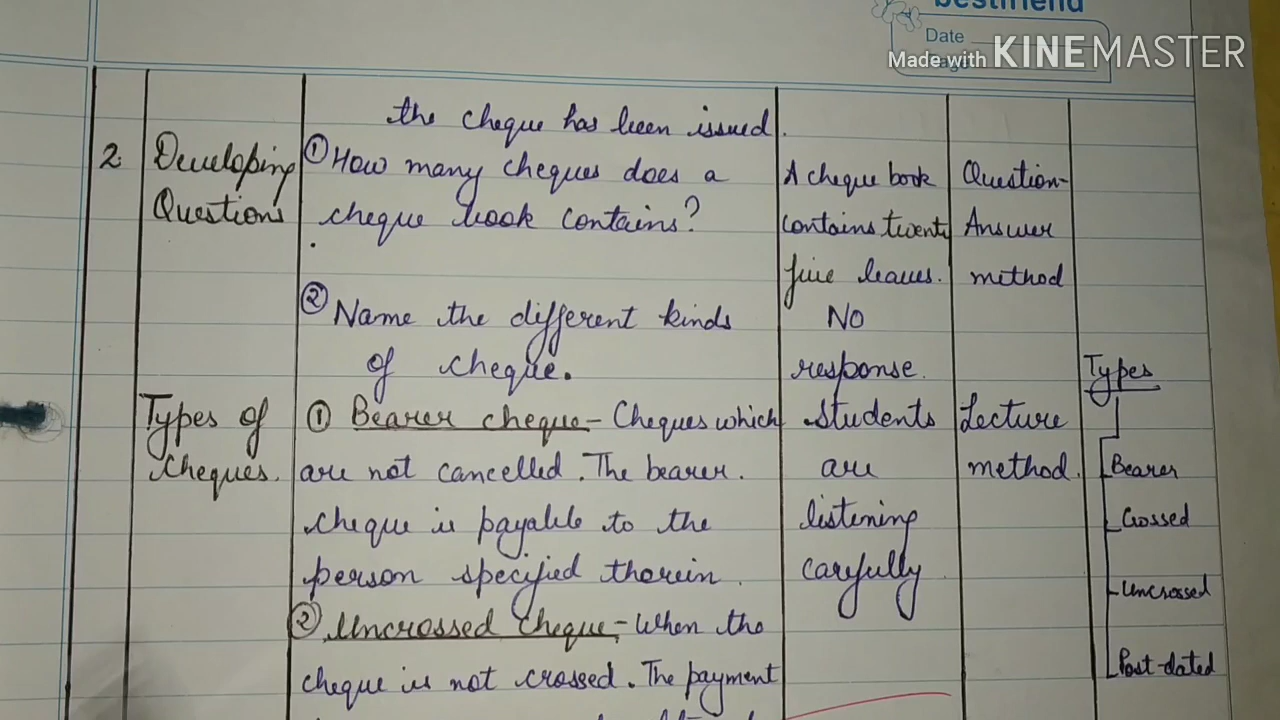 bestfriend
Date
Made with KINEMASTER
the cheque has been issued.
2. Developing Questions
① How many cheques does a
cheque book contains?
A cheque book
contains twenty
five leaves.
Question-
Answer
method
② Name the different kinds
of cheque.
No
response.
Types of
cheques.
① Bearer cheque - Cheques which
are not cancelled. The bearer.
cheque is payable to the
person specified therein.
② Uncrossed cheque - When the
cheque is not crossed. The payment
Students
are
listening
carefully
Lecture
method.
Types
Bearer
Crossed
Uncrossed
Post-dated